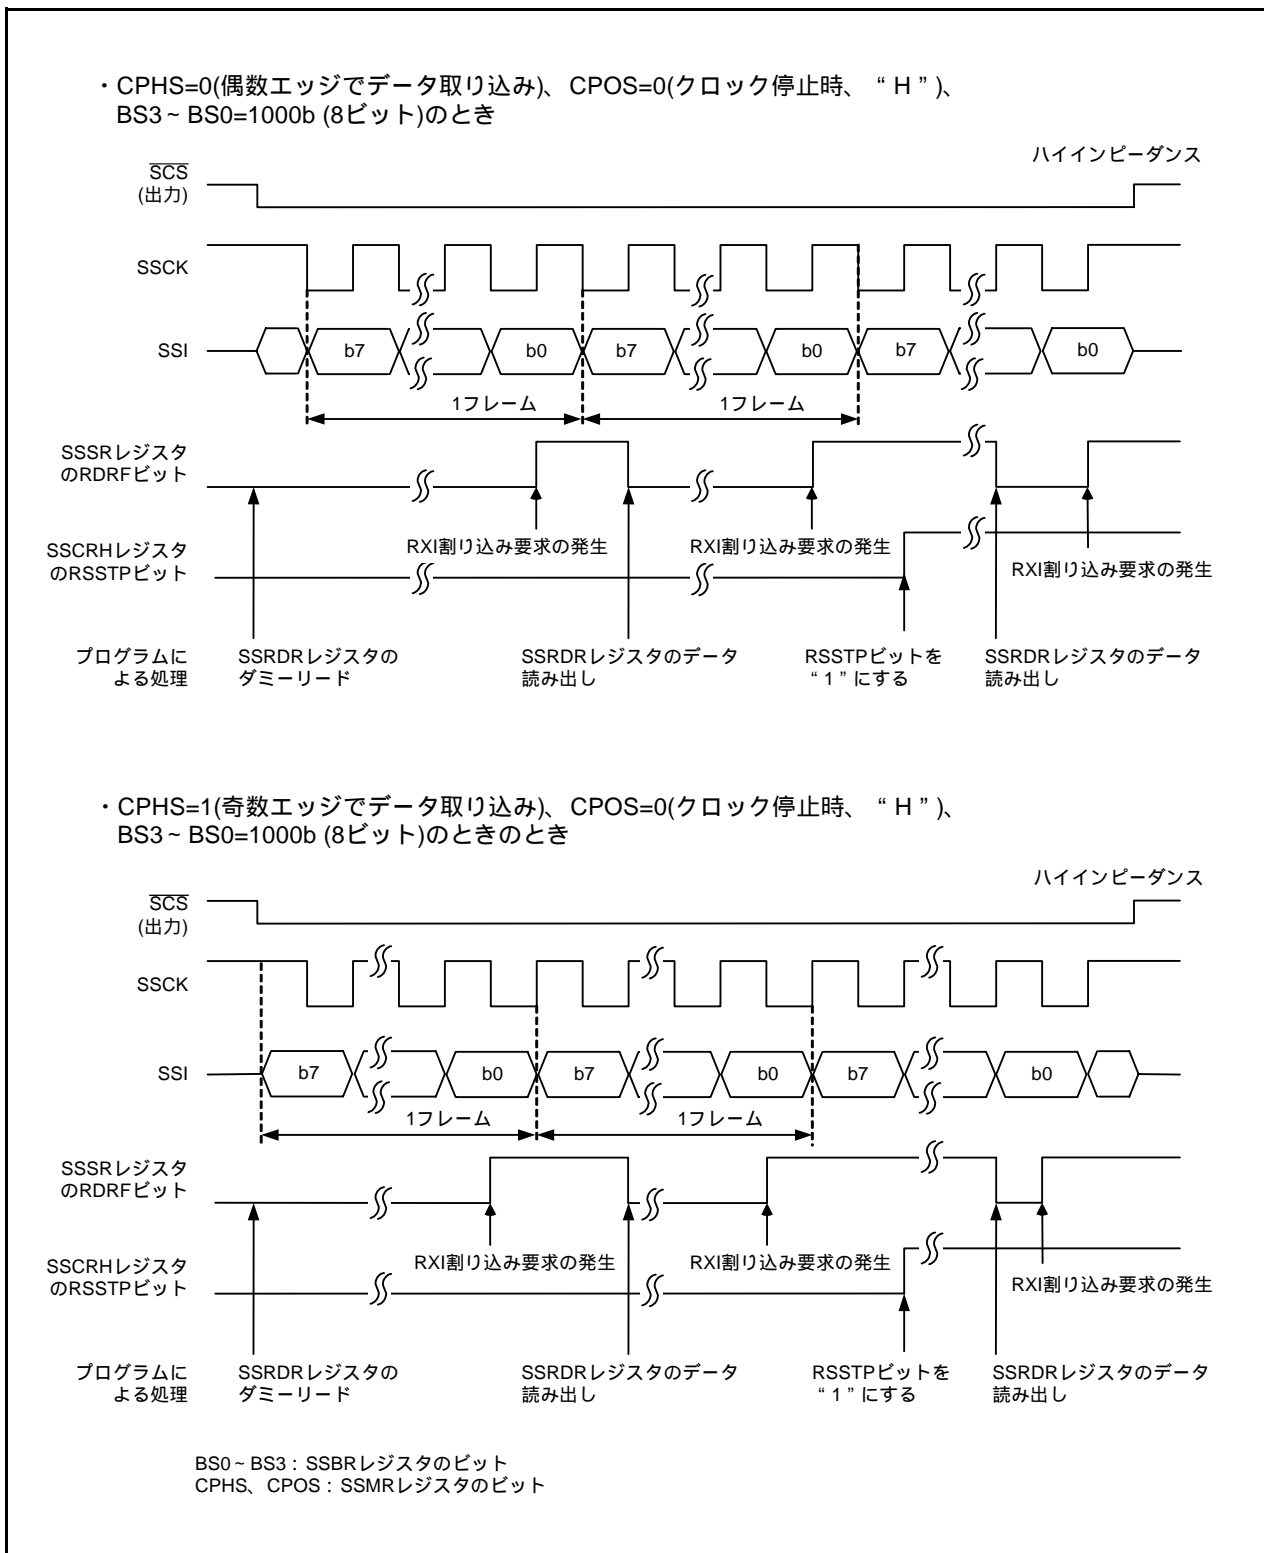 ・CPHS=0(偶数エッジでデータ取り込み)、CPOS=0(クロック停止時、“H”)、
BS3~BS0=1000b (8ビット)のとき
ハイインピーダンス
SCS
(出力)
SSCK
SSI
b7
b0
b7
b0
b7
b0
1フレーム
1フレーム
SSSRレジスタ
のRDRFビット
RXI割り込み要求の発生
RXI割り込み要求の発生
RXI割り込み要求の発生
SSCRHレジスタ
のRSSTPビット
プログラムに
よる処理
SSRDRレジスタの
ダミーリード
SSRDRレジスタのデータ
読み出し
RSSTPビットを
“1”にする
SSRDRレジスタのデータ
読み出し
・CPHS=1(奇数エッジでデータ取り込み)、CPOS=0(クロック停止時、“H”)、
BS3~BS0=1000b (8ビット)のときのとき
ハイインピーダンス
SCS
(出力)
SSCK
SSI
b7
b0
b7
b0
b7
b0
1フレーム
1フレーム
SSSRレジスタ
のRDRFビット
RXI割り込み要求の発生
RXI割り込み要求の発生
RXI割り込み要求の発生
SSCRHレジスタ
のRSSTPビット
プログラムに
よる処理
SSRDRレジスタの
ダミーリード
SSRDRレジスタのデータ
読み出し
RSSTPビットを
“1”にする
SSRDRレジスタのデータ
読み出し
BS0~BS3:SSBRレジスタのビット
CPHS、CPOS:SSMRレジスタのビット